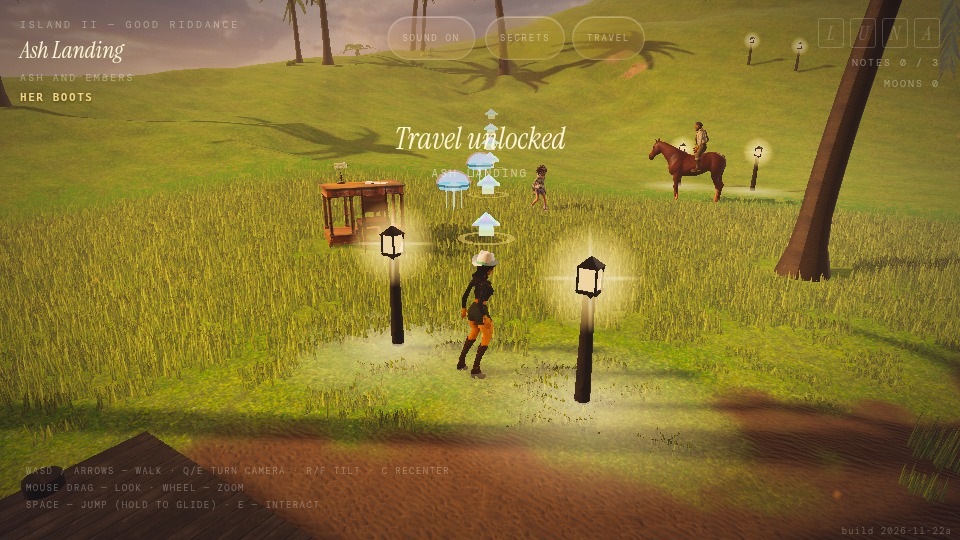 ISLAND II — GOOD RIDDANCE
Ash Landing
ASH AND EMBERS
HER BOOTS
SOUND ON
SECRETS
TRAVEL
L U N A
NOTES 0 / 3
MOONS 0
Travel unlocked
ASH LANDING
WASD / ARROWS — WALK · Q/E TURN CAMERA · R/F TILT · C RECENTER
MOUSE DRAG — LOOK · WHEEL — ZOOM
SPACE — JUMP (HOLD TO GLIDE) · E — INTERACT
build 2026-11-22a